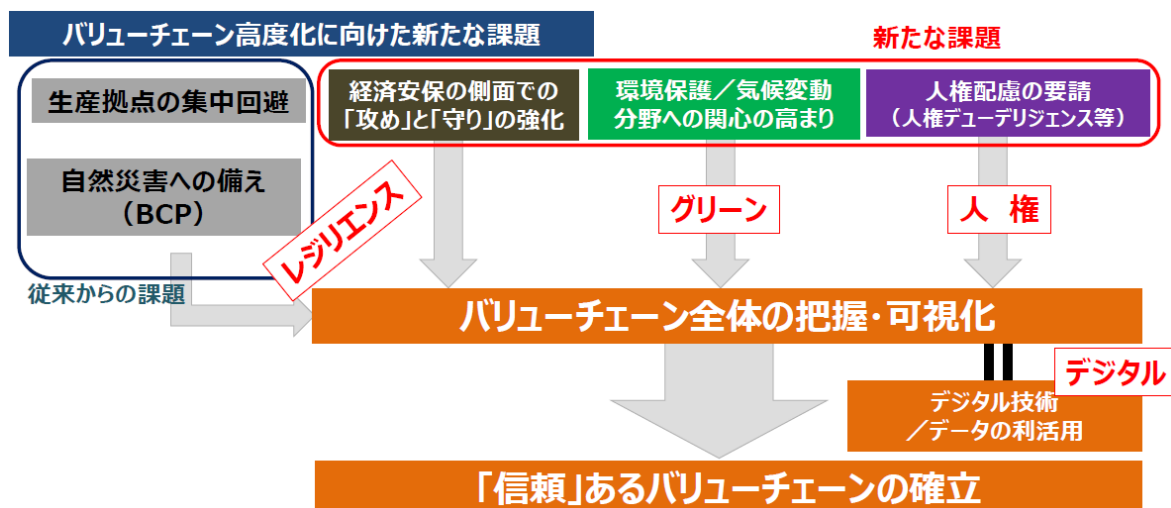 バリューチェーン高度化に向けた新たな課題
新たな課題
生産拠点の集中回避
自然災害への備え
（BCP）
従来からの課題
経済安保の側面での
「攻め」と「守り」の強化
環境保護／気候変動
分野への関心の高まり
人権配慮の要請
（人権デューデリジェンス等）
レジリエンス
グリーン
人 権
バリューチェーン全体の把握・可視化
デジタル
デジタル技術
／データの利活用
「信頼」あるバリューチェーンの確立